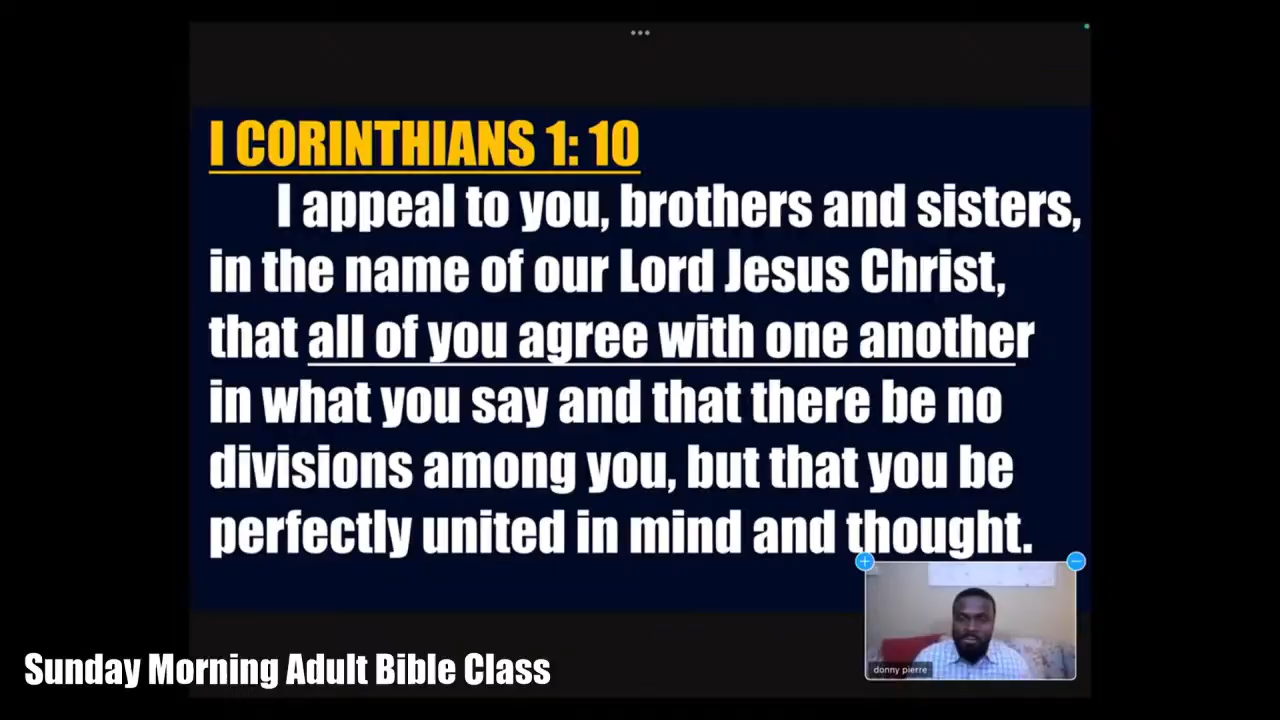 I CORINTHIANS 1: 10
I appeal to you, brothers and sisters,
in the name of our Lord Jesus Christ,
that all of you agree with one another
in what you say and that there be no
divisions among you, but that you be
perfectly united in mind and thought.
donny pierre
Sunday Morning Adult Bible Class